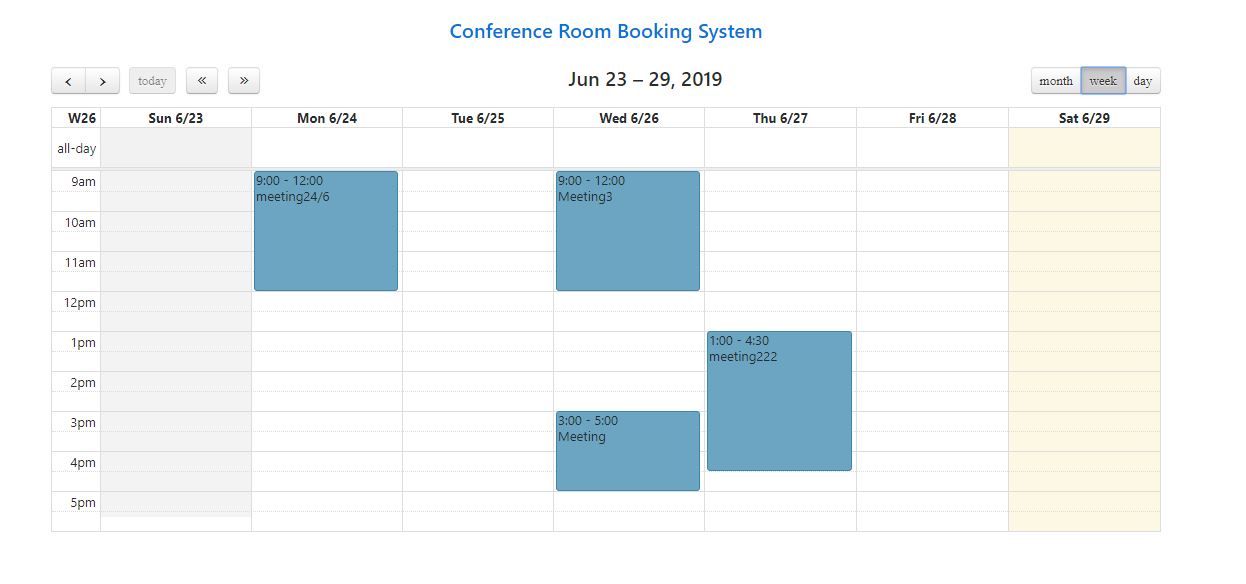 Conference Room Booking System
< > today « » Jun 23 – 29, 2019 month week day
W26 Sun 6/23 Mon 6/24 Tue 6/25 Wed 6/26 Thu 6/27 Fri 6/28 Sat 6/29
all-day
9am 9:00 - 12:00 9:00 - 12:00
meeting24/6 Meeting3
10am
11am
12pm
1pm 1:00 - 4:30
meeting222
2pm
3pm 3:00 - 5:00
Meeting
4pm
5pm